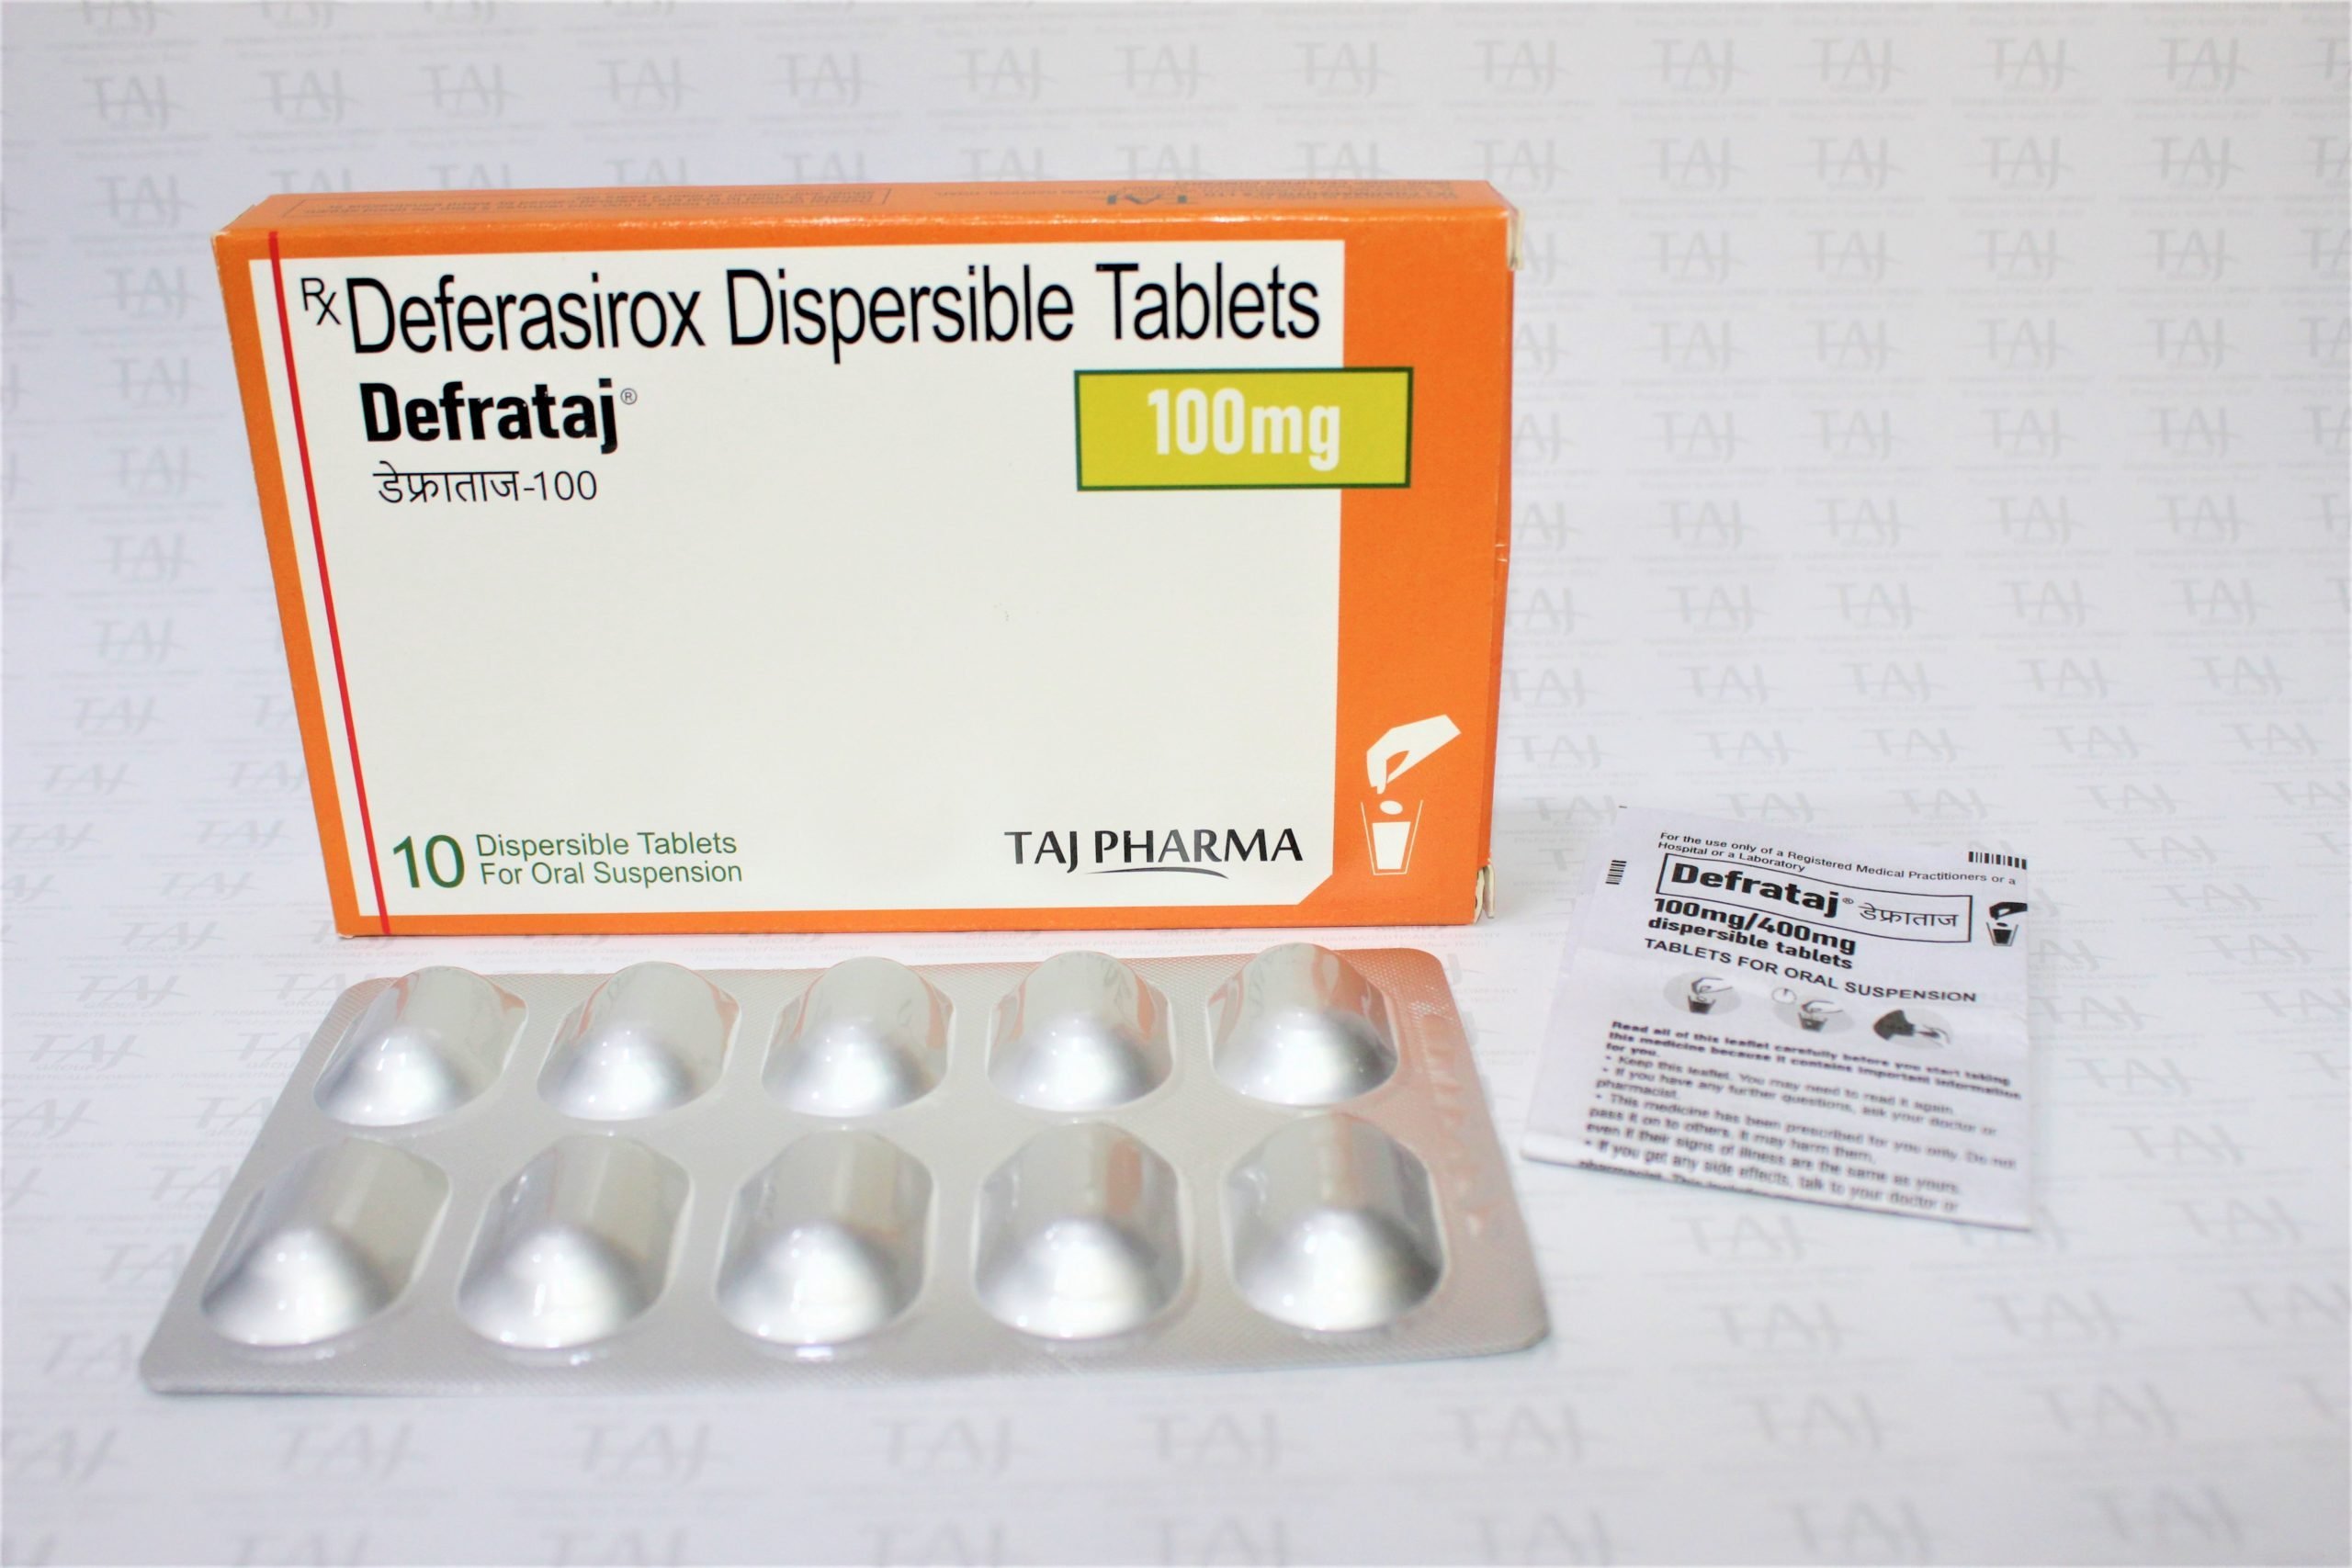 Rx Deferasirox Dispersible Tablets
Defrataj®
100mg
डेफ्राताज-100
10 Dispersible Tablets
For Oral Suspension
TAJ PHARMA
For the use only of a Registered Medical Practitioners or a
Hospital or a Laboratory
Defrataj® डेफ्राताज
100mg/400mg
dispersible tablets
TABLETS FOR ORAL SUSPENSION
Read all of this leaflet carefully before you start taking
this medicine because it contains important information
for you.
• Keep this leaflet. You may need to read it again.
• If you have any further questions, ask your doctor or
pharmacist.
• This medicine has been prescribed for you only. Do not
pass it on to others. It may harm them,
even if their signs of illness are the same as yours.
• If you get any side effects, talk to your doctor or
pharmacist. This
TAJ